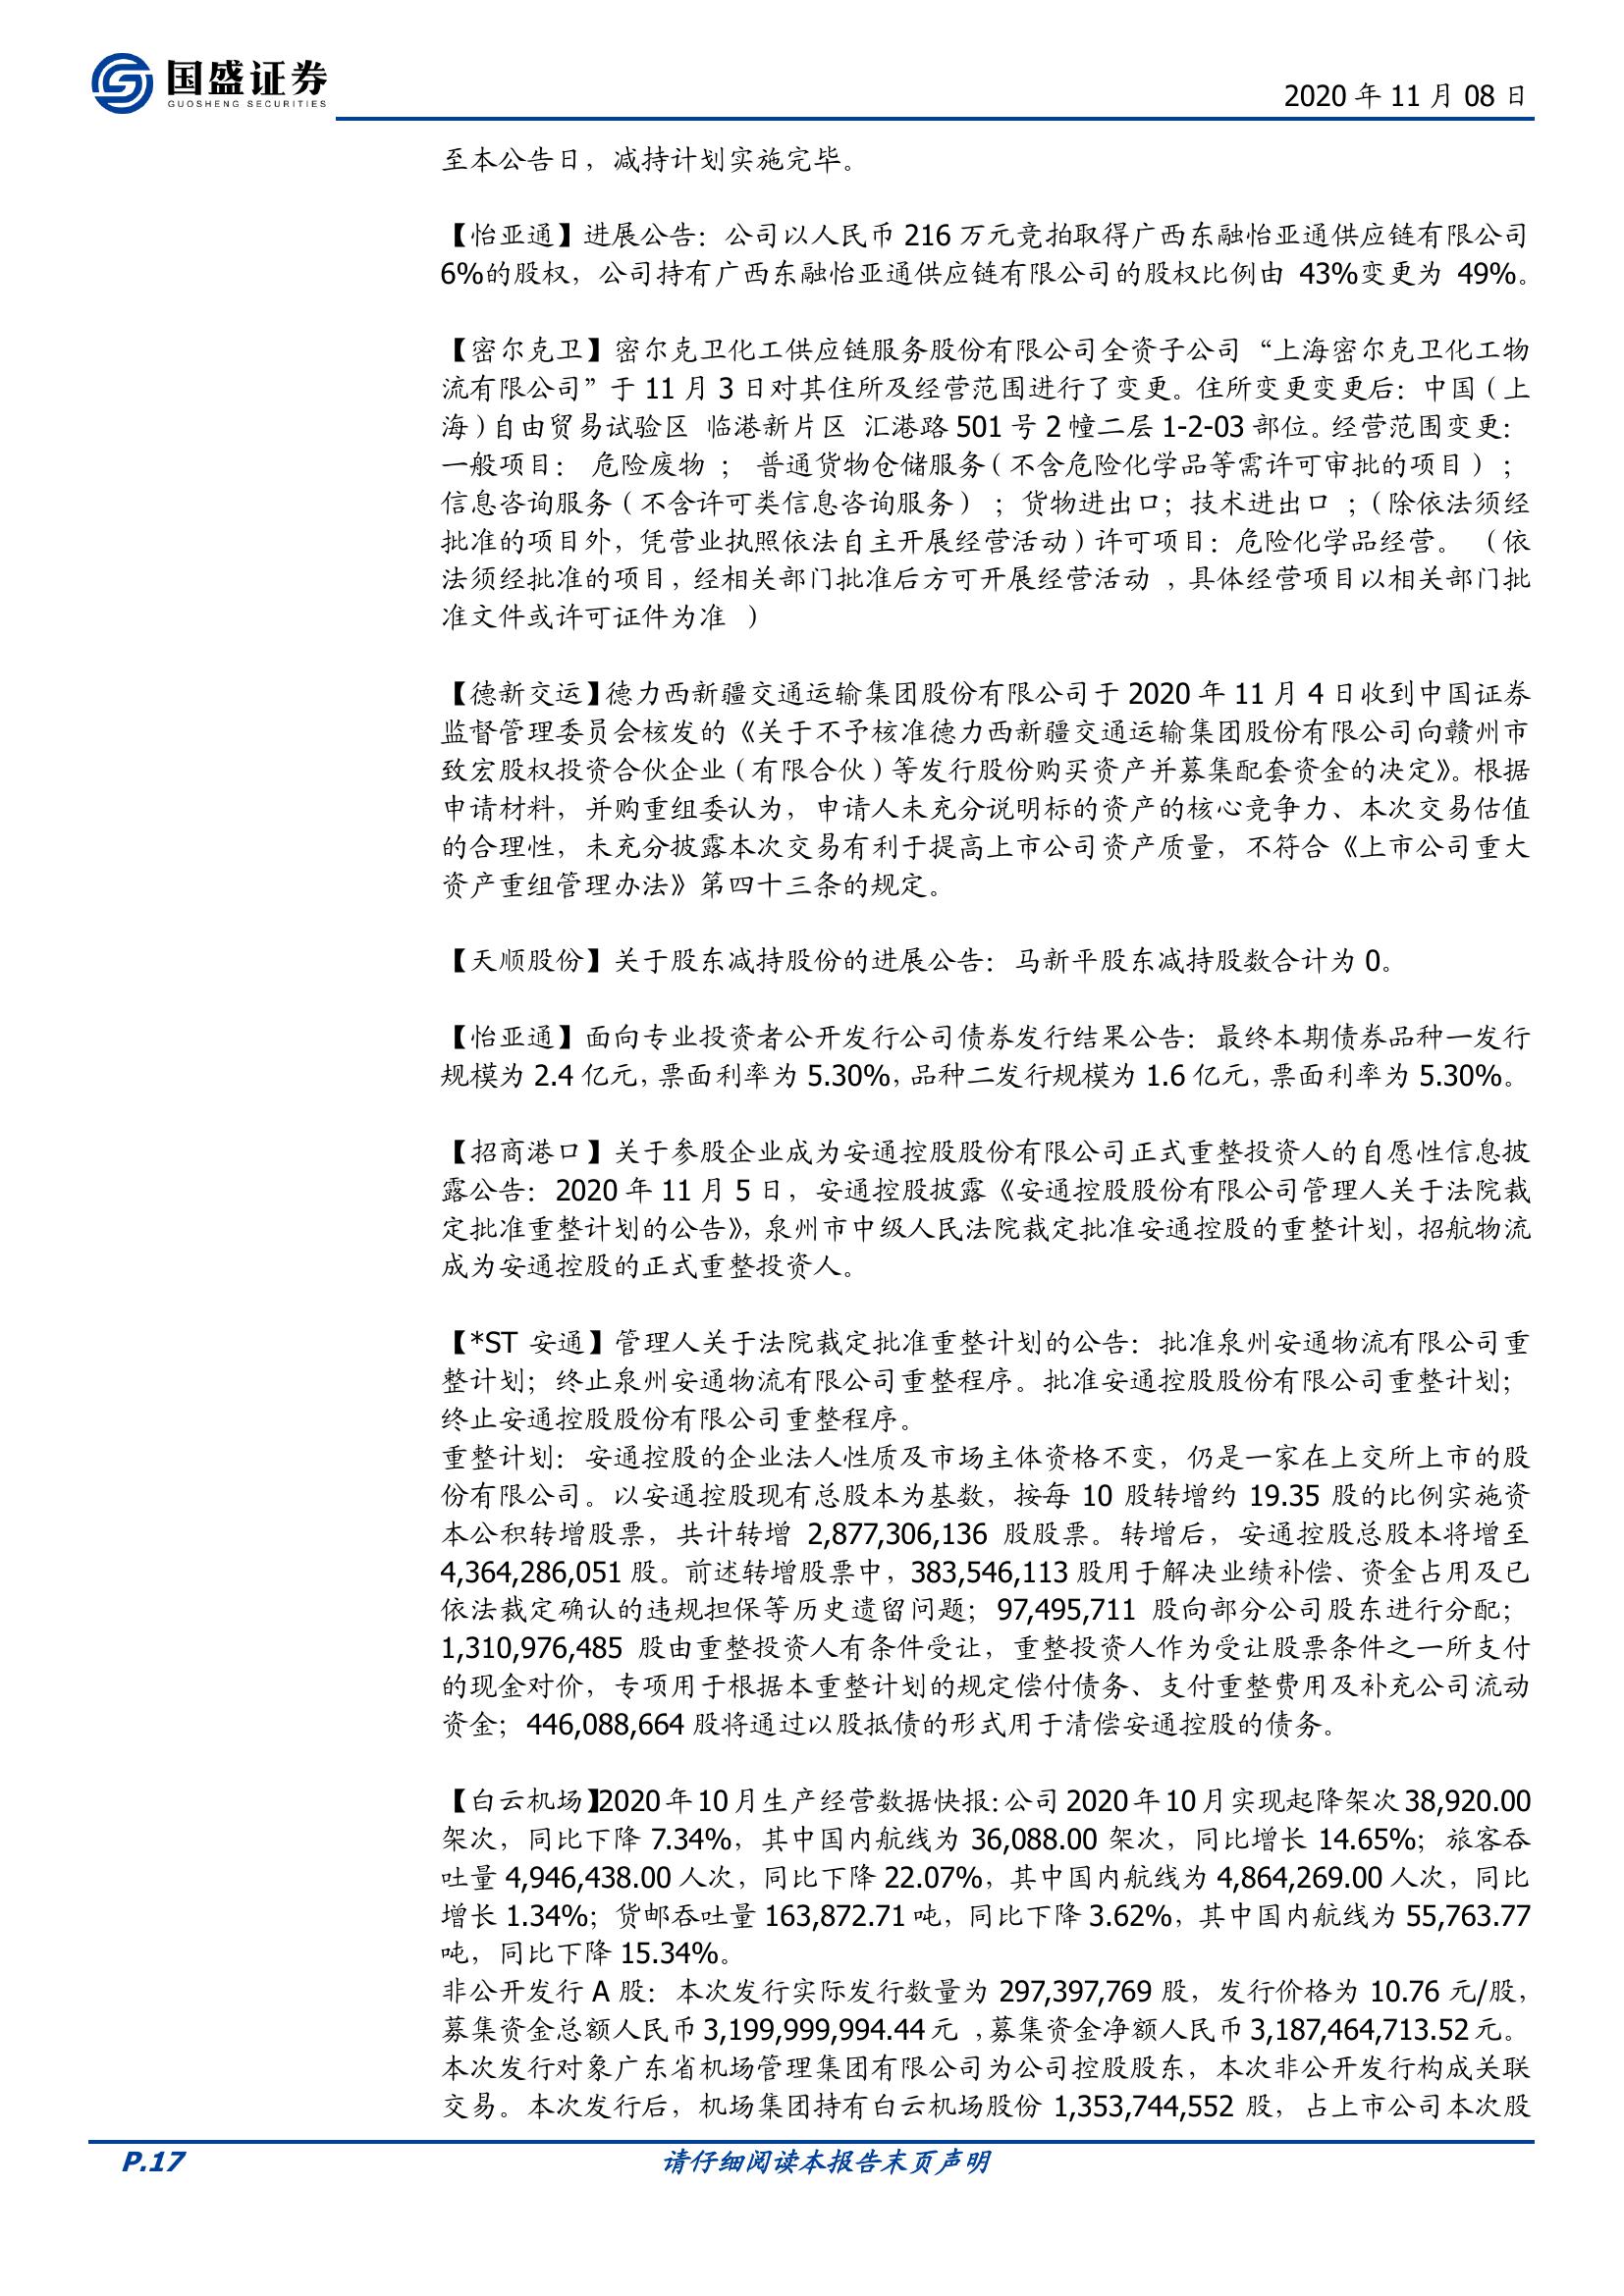 国盛证券
GUOSHENG SECURITIES
2020 年 11 月 08 日
至本公告日，减持计划实施完毕。
【怡亚通】进展公告：公司以人民币 216 万元竞拍取得广西东融怡亚通供应链有限公司
6%的股权，公司持有广西东融怡亚通供应链有限公司的股权比例由 43%变更为 49%。
【密尔克卫】密尔克卫化工供应链服务股份有限公司全资子公司“上海密尔克卫化工物
流有限公司”于 11 月 3 日对其住所及经营范围进行了变更。住所变更变更后：中国（上
海）自由贸易试验区 临港新片区 汇港路 501 号 2 幢二层 1-2-03 部位。经营范围变更：
一般项目： 危险废物 ； 普通货物仓储服务（不含危险化学品等需许可审批的项目）；
信息咨询服务（不含许可类信息咨询服务） ；货物进出口；技术进出口 ；（除依法须经
批准的项目外，凭营业执照依法自主开展经营活动）许可项目：危险化学品经营。 （依
法须经批准的项目，经相关部门批准后方可开展经营活动 ，具体经营项目以相关部门批
准文件或许可证件为准 ）
【德新交运】德力西新疆交通运输集团股份有限公司于 2020 年 11 月 4 日收到中国证券
监督管理委员会核发的《关于不予核准德力西新疆交通运输集团股份有限公司向赣州市
致宏股权投资合伙企业（有限合伙）等发行股份购买资产并募集配套资金的决定》。根据
申请材料，并购重组委认为，申请人未充分说明标的资产的核心竞争力、本次交易估值
的合理性，未充分披露本次交易有利于提高上市公司资产质量，不符合《上市公司重大
资产重组管理办法》第四十三条的规定。
【天顺股份】关于股东减持股份的进展公告：马新平股东减持股数合计为 0。
【怡亚通】面向专业投资者公开发行公司债券发行结果公告：最终本期债券品种一发行
规模为 2.4 亿元，票面利率为 5.30%，品种二发行规模为 1.6 亿元，票面利率为 5.30%。
【招商港口】关于参股企业成为安通控股股份有限公司正式重整投资人的自愿性信息披
露公告：2020 年 11 月 5 日，安通控股披露《安通控股股份有限公司管理人关于法院裁
定批准重整计划的公告》，泉州市中级人民法院裁定批准安通控股的重整计划，招航物流
成为安通控股的正式重整投资人。
【*ST 安通】管理人关于法院裁定批准重整计划的公告：批准泉州安通物流有限公司重
整计划；终止泉州安通物流有限公司重整程序。批准安通控股股份有限公司重整计划；
终止安通控股股份有限公司重整程序。
重整计划：安通控股的企业法人性质及市场主体资格不变，仍是一家在上交所上市的股
份有限公司。以安通控股现有总股本为基数，按每 10 股转增约 19.35 股的比例实施资
本公积转增股票，共计转增 2,877,306,136 股股票。转增后，安通控股总股本将增至
4,364,286,051 股。前述转增股票中，383,546,113 股用于解决业绩补偿、资金占用及已
依法裁定确认的违规担保等历史遗留问题；97,495,711 股向部分公司股东进行分配；
1,310,976,485 股由重整投资人有条件受让，重整投资人作为受让股票条件之一所支付
的现金对价，专项用于根据本重整计划的规定偿付债务、支付重整费用及补充公司流动
资金；446,088,664 股将通过以股抵债的形式用于清偿安通控股的债务。
【白云机场】2020 年 10 月生产经营数据快报：公司 2020 年 10 月实现起降架次 38,920.00
架次，同比下降 7.34%，其中国内航线为 36,088.00 架次，同比增长 14.65%；旅客吞
吐量 4,946,438.00 人次，同比下降 22.07%，其中国内航线为 4,864,269.00 人次，同比
增长 1.34%；货邮吞吐量 163,872.71 吨，同比下降 3.62%，其中国内航线为 55,763.77
吨，同比下降 15.34%。
非公开发行 A 股：本次发行实际发行数量为 297,397,769 股，发行价格为 10.76 元/股，
募集资金总额人民币 3,199,999,994.44 元 ，募集资金净额人民币 3,187,464,713.52 元。
本次发行对象广东省机场管理集团有限公司为公司控股股东，本次非公开发行构成关联
交易。本次发行后，机场集团持有白云机场股份 1,353,744,552 股，占上市公司本次股
P.17
请仔细阅读本报告末页声明